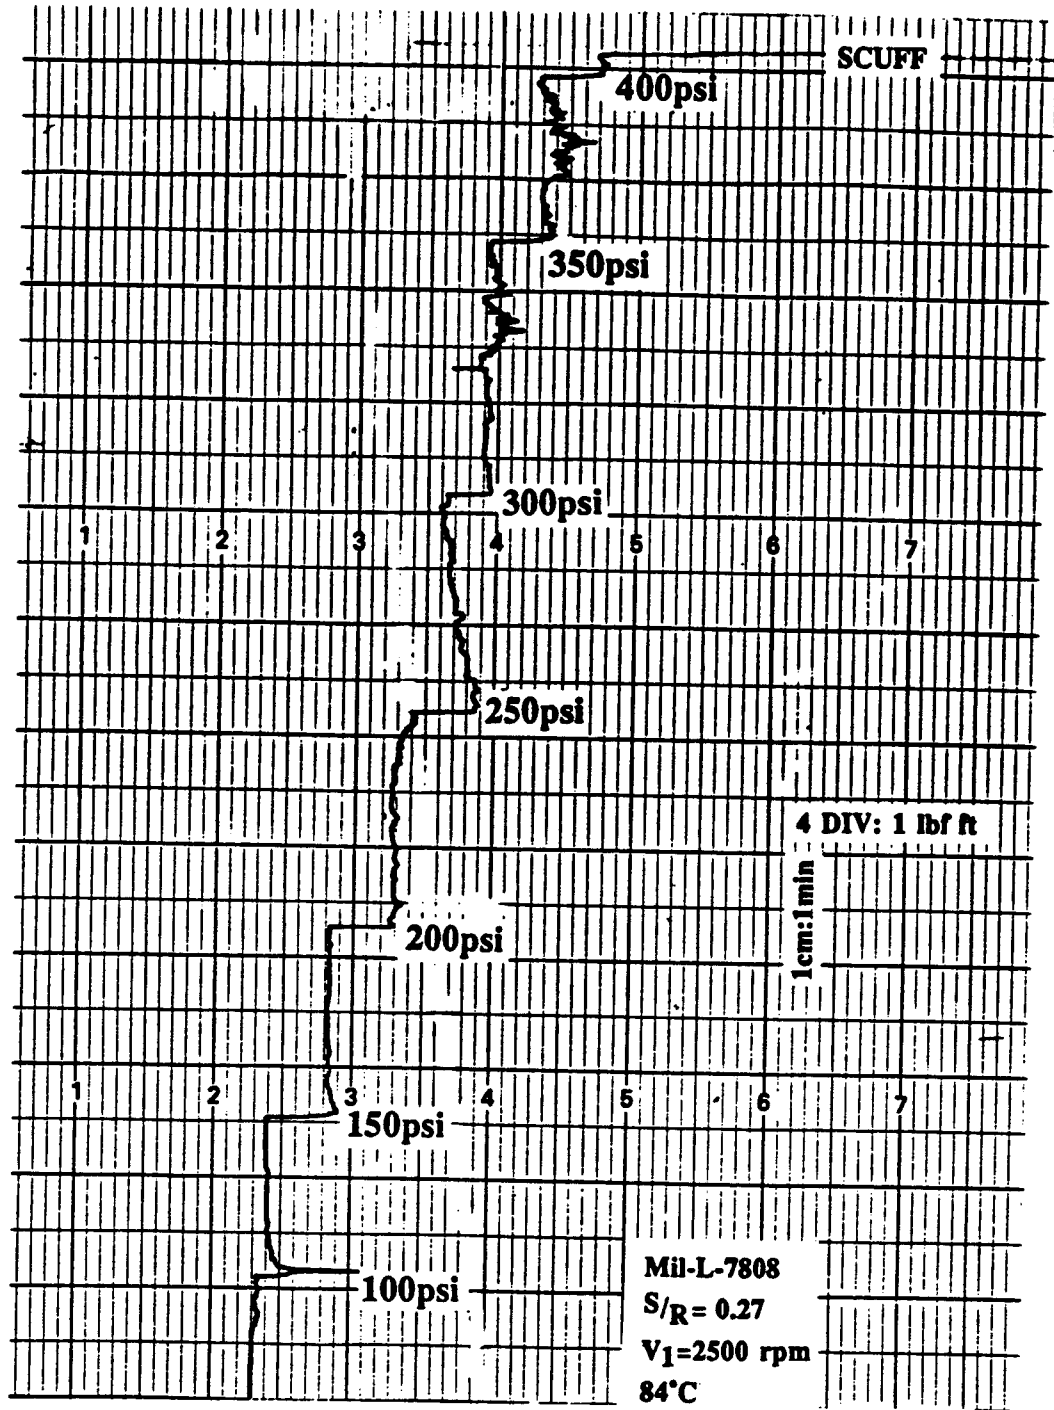 SCUFF
400psi
350psi
300psi
1 2 3 4 5 6 7
250psi
4 DIV: 1 lbf ft
1cm:1min
200psi
1 2 3 4 5 6 7
150psi
100psi
Mil-L-7808
S/R= 0.27
V1=2500 rpm
84°C